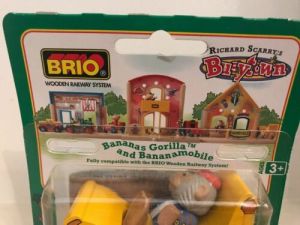 RICHARD SCARRY'S
Busytown
BRIO®
WOODEN RAILWAY SYSTEM
Bananas Gorilla™
and Bananamobile
Fully compatible with the BRIO Wooden Railway System!
3+